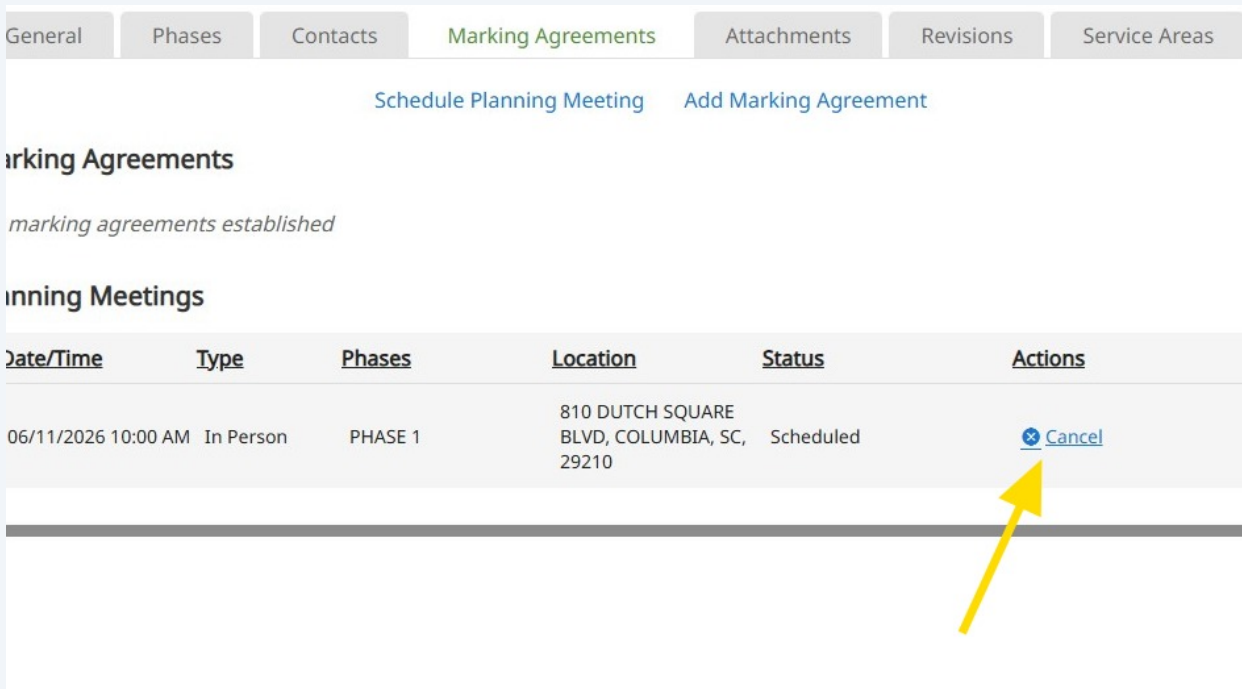 General Phases Contacts Marking Agreements Attachments Revisions Service Areas
Schedule Planning Meeting Add Marking Agreement
arking Agreements
marking agreements established
nning Meetings
Date/Time Type Phases Location Status Actions
06/11/2026 10:00 AM In Person PHASE 1 810 DUTCH SQUARE
BLVD, COLUMBIA, SC, Scheduled Cancel
29210